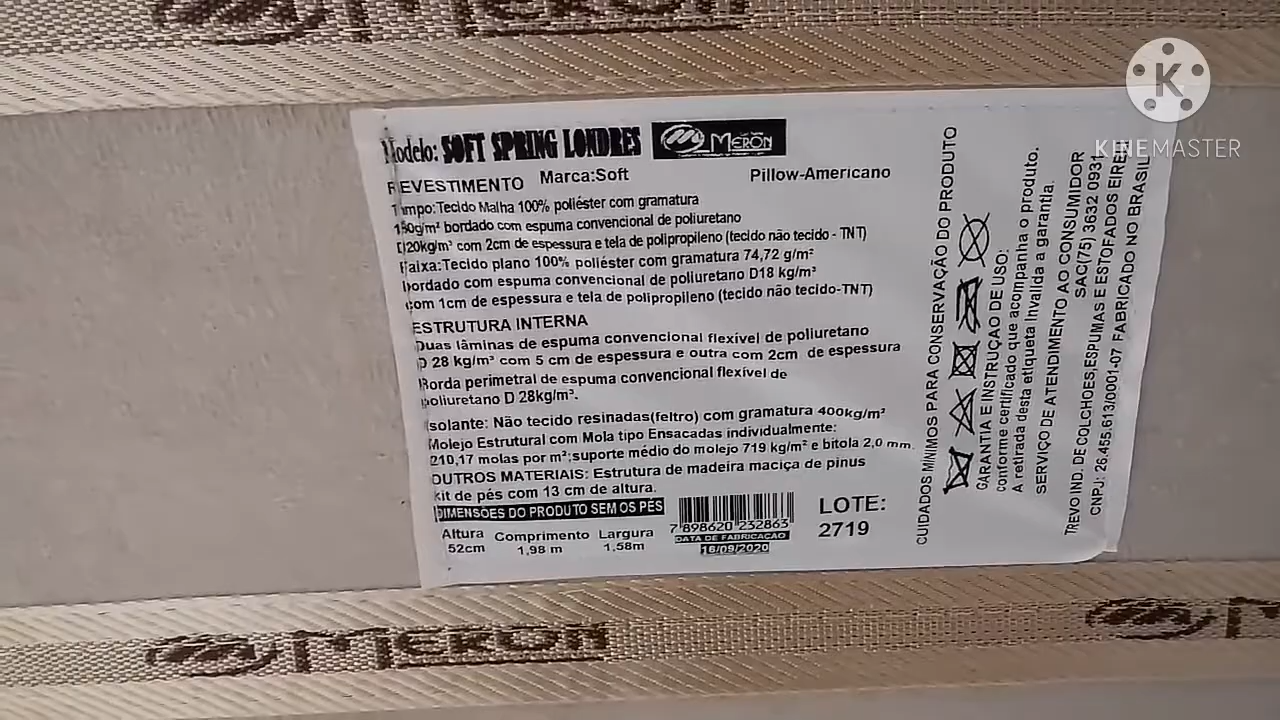 MERON
Modelo: SOFT SPRING LONDRES MERON
REVESTIMENTO Marca:Soft Pillow-Americano
Tampo:Tecido Malha 100% poliéster com gramatura
180g/m² bordado com espuma convencional de poliuretano
D20kg/m³ com 2cm de espessura e tela de polipropileno (tecido não tecido - TNT)
Faixa:Tecido plano 100% poliéster com gramatura 74,72 g/m²
bordado com espuma convencional de poliuretano D18 kg/m³
com 1cm de espessura e tela de polipropileno (tecido não tecido-TNT)
ESTRUTURA INTERNA
Duas lâminas de espuma convencional flexível de poliuretano
D 28 kg/m³ com 5 cm de espessura e outra com 2cm de espessura
Borda perimetral de espuma convencional flexível de
poliuretano D 28kg/m³.
Isolante: Não tecido resinadas(feltro) com gramatura 400kg/m²
Molejo Estrutural com Mola tipo Ensacadas individualmente:
210,17 molas por m²;suporte médio do molejo 719 kg/m² e bitola 2,0 mm.
OUTROS MATERIAIS: Estrutura de madeira maciça de pinus
kit de pés com 13 cm de altura.
DIMENSÕES DO PRODUTO SEM OS PÉS
Altura Comprimento Largura
52cm 1,98 m 1,58m
7 898620 232863
DATA DE FABRICAÇÃO
16/09/2020
LOTE:
2719
CUIDADOS MÍNIMOS PARA CONSERVAÇÃO DO PRODUTO
GARANTIA E INSTRUÇÃO DE USO:
conforme certificado que acompanha o produto.
A retirada desta etiqueta invalida a garantia.
SERVIÇO DE ATENDIMENTO AO CONSUMIDOR
SAC(75) 3632 0931
TREVO IND. DE COLCHÕES,ESPUMAS E ESTOFADOS EIRELI
CNPJ: 26.455.613/0001-07 FABRICADO NO BRASIL
MERON
K
KINEMASTER